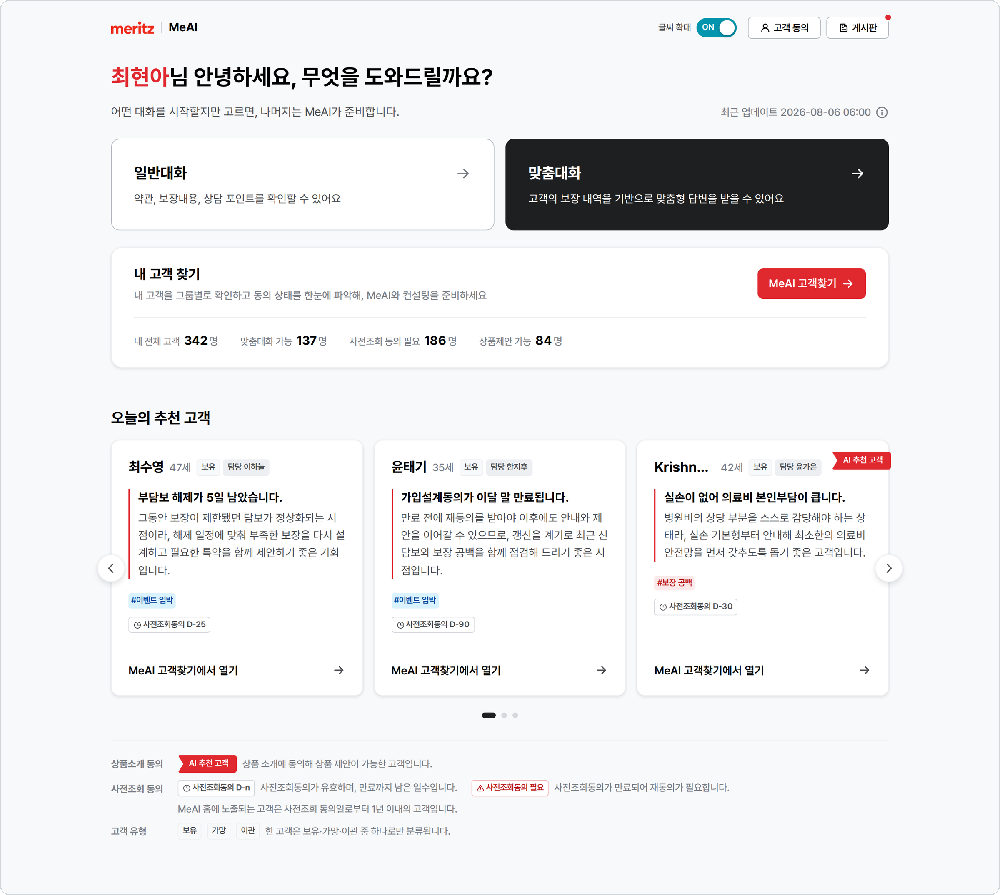 meritz MeAI
글씨 확대 ON 고객 동의 게시판
최현아님 안녕하세요, 무엇을 도와드릴까요?
어떤 대화를 시작할지만 고르면, 나머지는 MeAI가 준비합니다.
최근 업데이트 2026-08-06 06:00
일반대화
약관, 보장내용, 상담 포인트를 확인할 수 있어요
맞춤대화
고객의 보장 내역을 기반으로 맞춤형 답변을 받을 수 있어요
내 고객 찾기
내 고객을 그룹별로 확인하고 동의 상태를 한눈에 파악해, MeAI와 컨설팅을 준비하세요
MeAI 고객찾기
내 전체 고객 342명 맞춤대화 가능 137명 사전조회 동의 필요 186명 상품제안 가능 84명
오늘의 추천 고객
최수영 47세 보유 담당 이하늘
부담보 해제가 5일 남았습니다.
그동안 보장이 제한됐던 담보가 정상화되는 시
점이라, 해제 일정에 맞춰 부족한 보장을 다시 설
계하고 필요한 특약을 함께 제안하기 좋은 기회
입니다.
#이벤트 임박
사전조회동의 D-25
MeAI 고객찾기에서 열기
윤태기 35세 보유 담당 한지후
가입설계동의가 이달 말 만료됩니다.
만료 전에 재동의를 받아야 이후에도 안내와 제
안을 이어갈 수 있으므로, 갱신을 계기로 최근 신
담보와 보장 공백을 함께 점검해 드리기 좋은 시
점입니다.
#이벤트 임박
사전조회동의 D-90
MeAI 고객찾기에서 열기
Krishn... 42세 보유 담당 윤가은
AI 추천 고객
실손이 없어 의료비 본인부담이 큽니다.
병원비의 상당 부분을 스스로 감당해야 하는 상
태라, 실손 기본형부터 안내해 최소한의 의료비
안전망을 먼저 갖추도록 돕기 좋은 고객입니다.
#보장 공백
사전조회동의 D-30
MeAI 고객찾기에서 열기
상품소개 동의 AI 추천 고객 상품 소개에 동의해 상품 제안이 가능한 고객입니다.
사전조회 동의 사전조회동의 D-n 사전조회동의가 유효하며, 만료까지 남은 일수입니다. 사전조회동의 필요 사전조회동의가 만료되어 재동의가 필요합니다.
MeAI 홈에 노출되는 고객은 사전조회 동의일로부터 1년 이내의 고객입니다.
고객 유형 보유 가망 이관 한 고객은 보유·가망·이관 중 하나로만 분류됩니다.